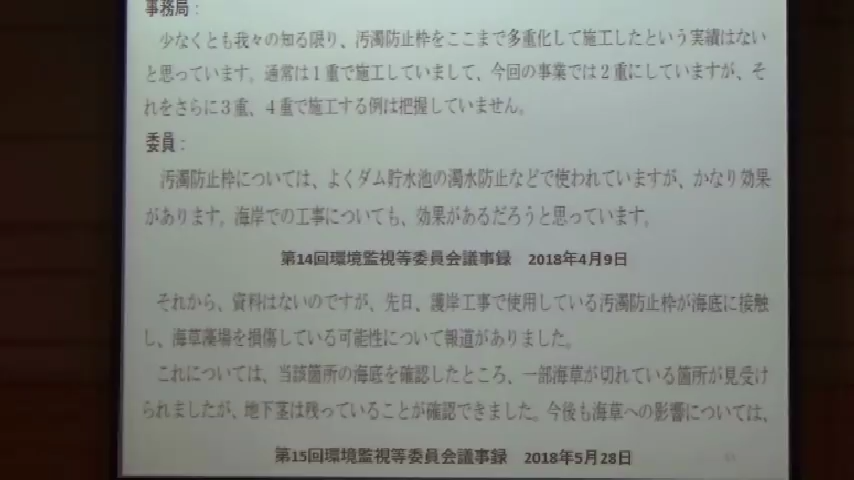 事務局：
少なくとも我々の知る限り、汚濁防止枠をここまで多重化して施工したという実績はない
と思っています。通常は１重で施工していまして、今回の事業では２重にしていますが、そ
れをさらに３重、４重で施工する例は把握していません。
委員：
汚濁防止枠については、よくダム貯水池の濁水防止などで使われていますが、かなり効果
があります。海岸での工事についても、効果があるだろうと思っています。
第14回環境監視等委員会議事録　2018年4月9日
それから、資料はないのですが、先日、護岸工事で使用している汚濁防止枠が海底に接触
し、海草藻場を損傷している可能性について報道がありました。
これについては、当該箇所の海底を確認したところ、一部海草が切れている箇所が見受け
られましたが、地下茎は残っていることが確認できました。今後も海草への影響については、
第15回環境監視等委員会議事録　2018年5月28日